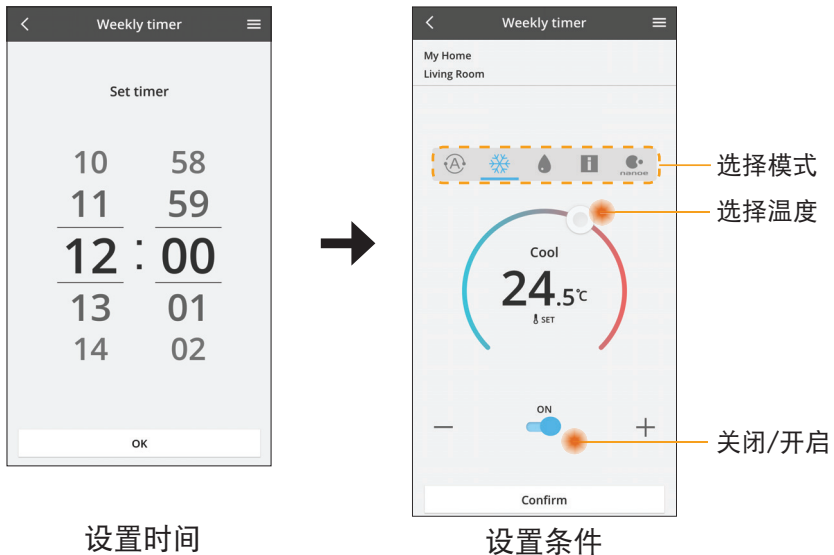 Weekly timer
Set timer
10 58
11 59
12 : 00
13 01
14 02
OK
设置时间
Weekly timer
My Home
Living Room
A
nanoe
选择模式
选择温度
Cool
24.5℃
SET
ON
关闭/开启
Confirm
设置条件